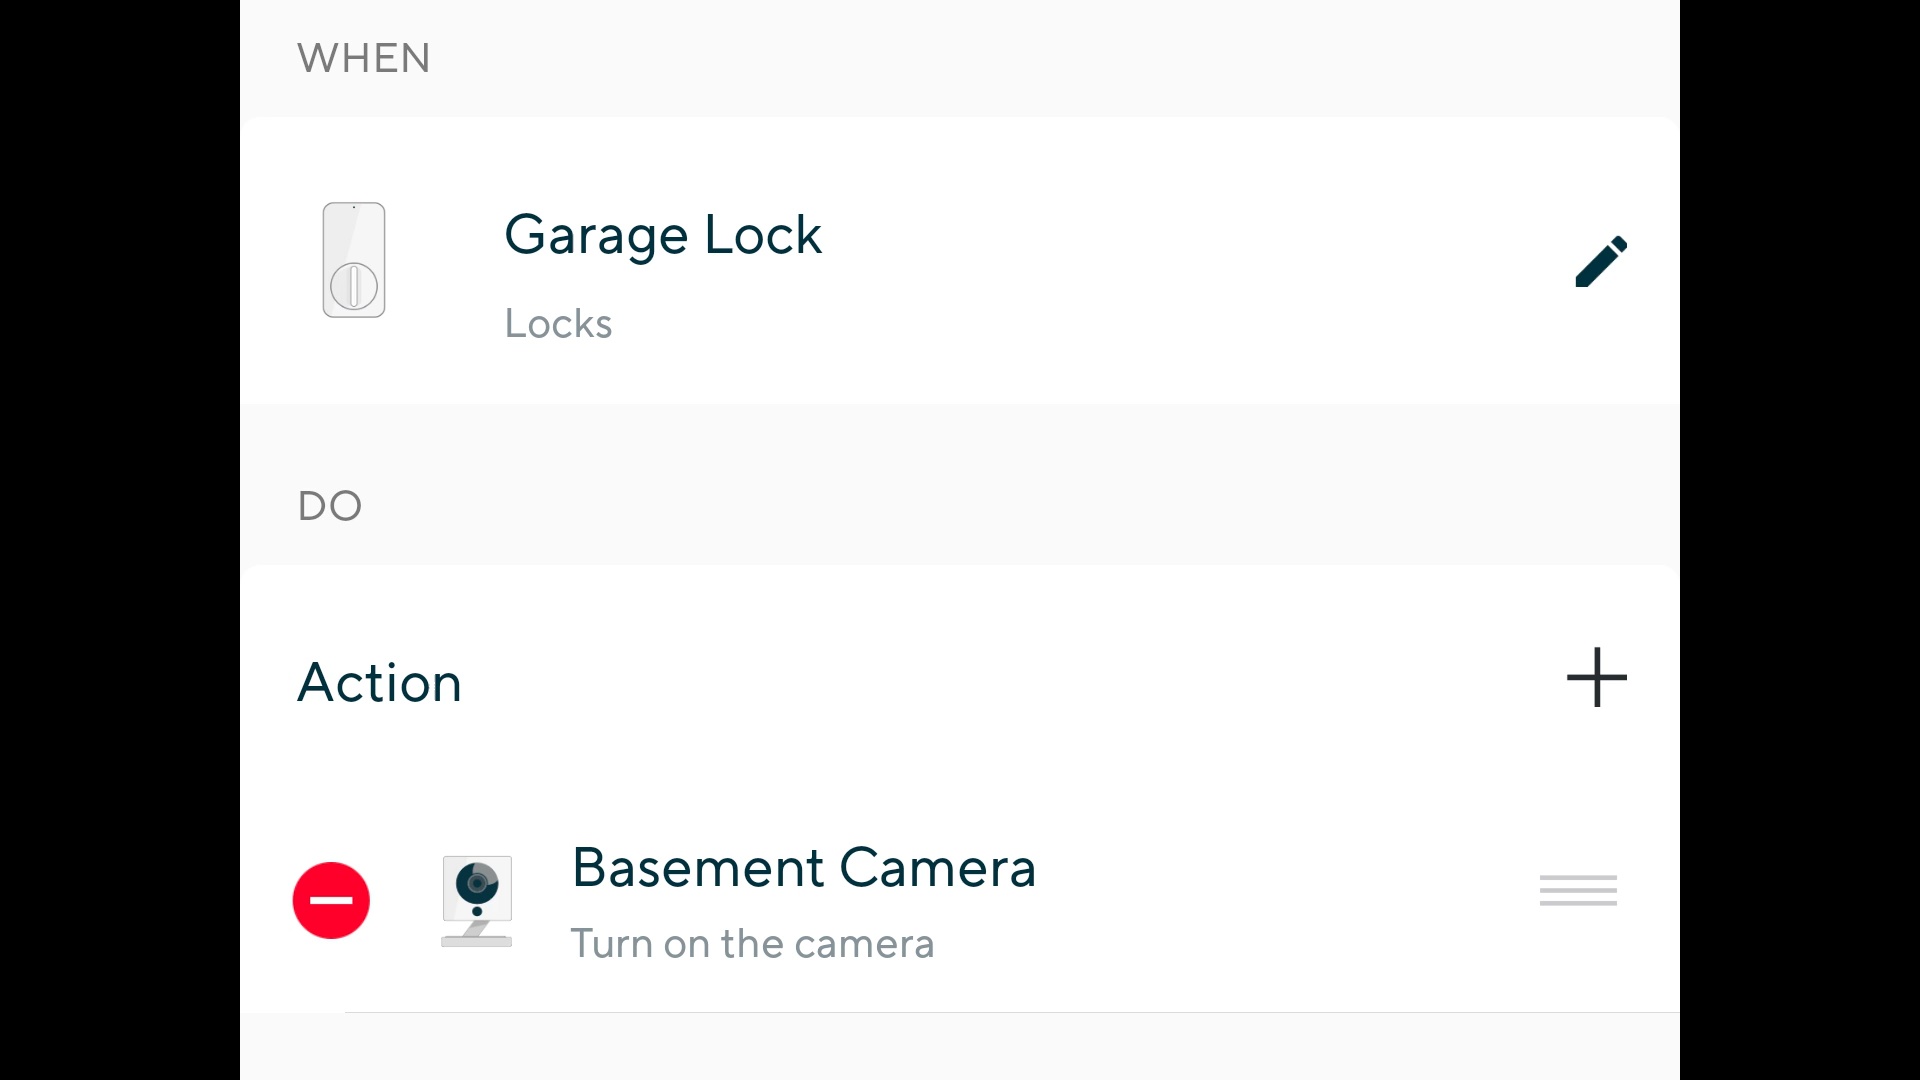 WHEN
Garage Lock
Locks
DO
Action
Basement Camera
Turn on the camera